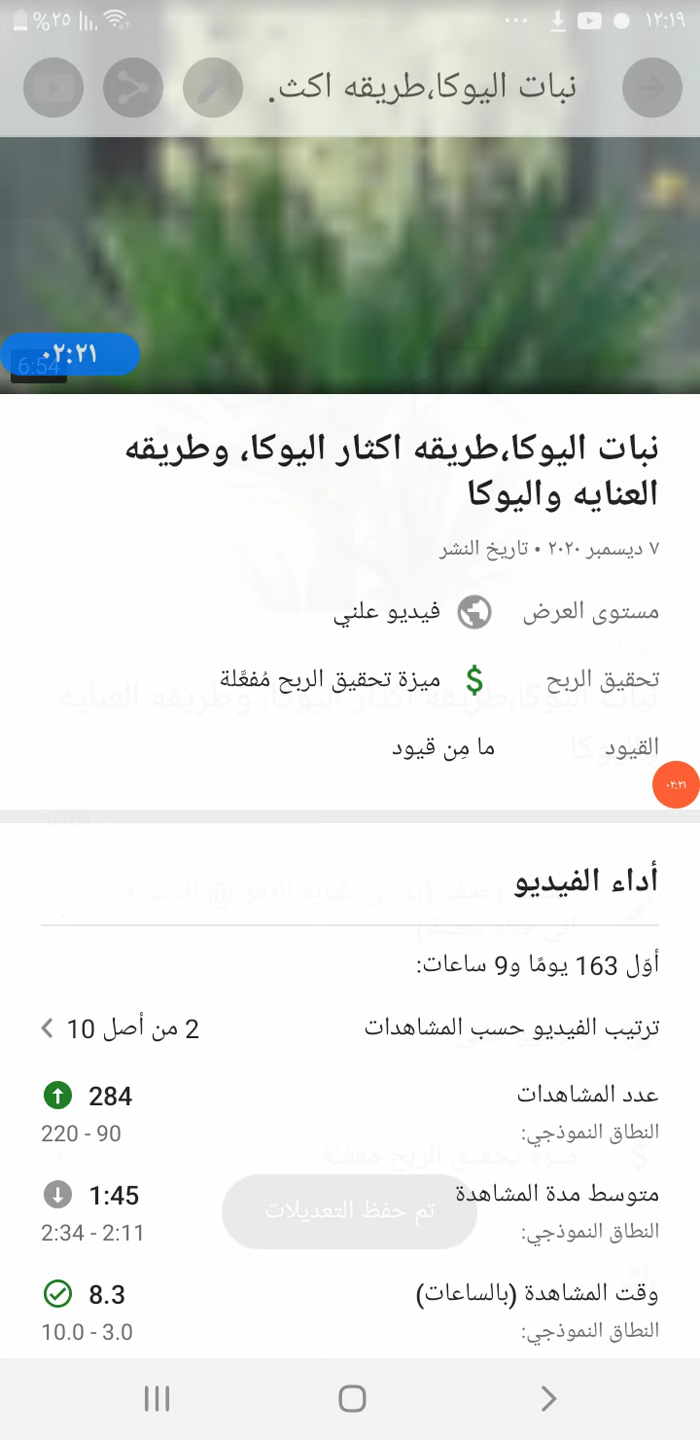 ١٢:١٩
%٢٥
نبات اليوكا،طريقه اكث.
٠٢:٢١
6:54
نبات اليوكا،طريقه اكثار اليوكا، وطريقه
العنايه واليوكا
٧ ديسمبر ٢٠٢٠ • تاريخ النشر
مستوى العرض فيديو علني
تحقيق الربح $ ميزة تحقيق الربح مُفعَّلة
القيود ما مِن قيود
٠٢:٢١
أداء الفيديو
أوّل 163 يومًا و9 ساعات:
ترتيب الفيديو حسب المشاهدات 2 من أصل 10
عدد المشاهدات 284
النطاق النموذجي: 90 - 220
متوسط مدة المشاهدة 1:45
النطاق النموذجي: 2:11 - 2:34
تم حفظ التعديلات
وقت المشاهدة (بالساعات) 8.3
النطاق النموذجي: 3.0 - 10.0